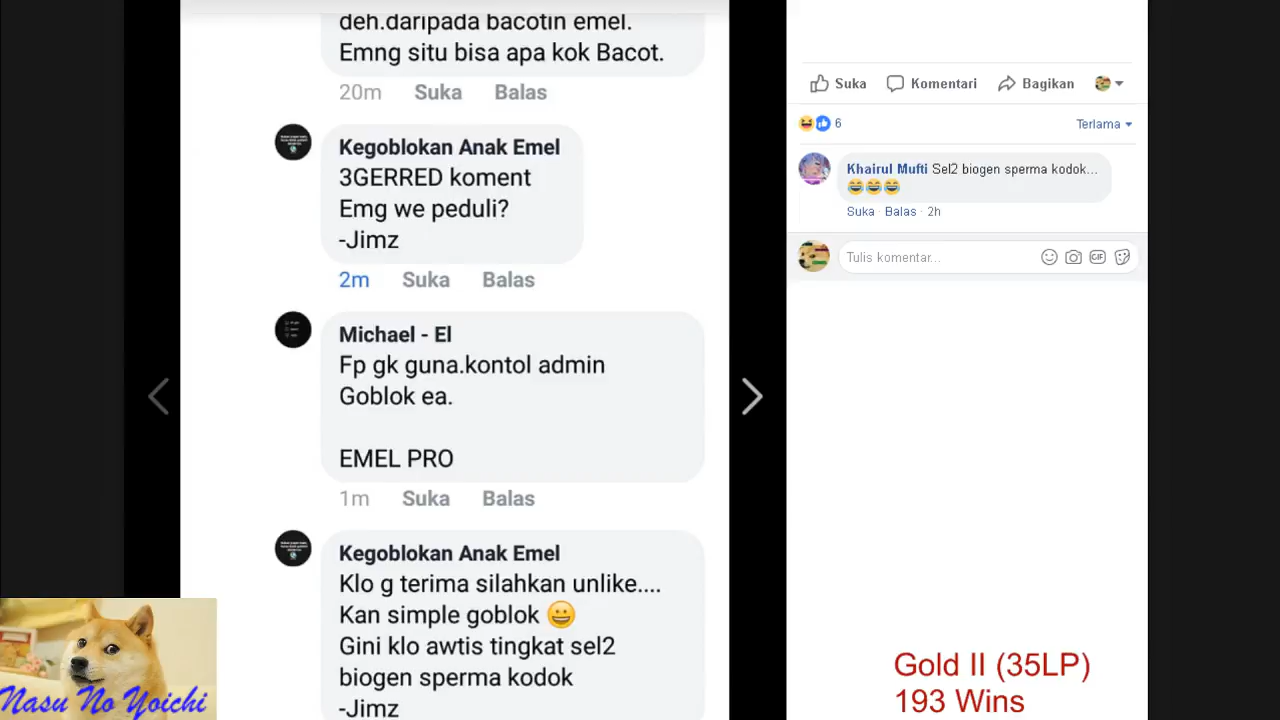 deh.daripada bacotin emel.
Emng situ bisa apa kok Bacot.
20m Suka Balas
Kegoblokan Anak Emel
3GERRED koment
Emg we peduli?
-Jimz
2m Suka Balas
Michael - El
Fp gk guna.kontol admin
Goblok ea.
EMEL PRO
1m Suka Balas
Kegoblokan Anak Emel
Klo g terima silahkan unlike....
Kan simple goblok 😀
Gini klo awtis tingkat sel2
biogen sperma kodok
-Jimz
Suka Komentari Bagikan
6 Terlama
Khairul Mufti Sel2 biogen sperma kodok...
😂😂😂
Suka · Balas · 2h
Tulis komentar...
GIF
Nasu No Yoichi
Gold II (35LP)
193 Wins